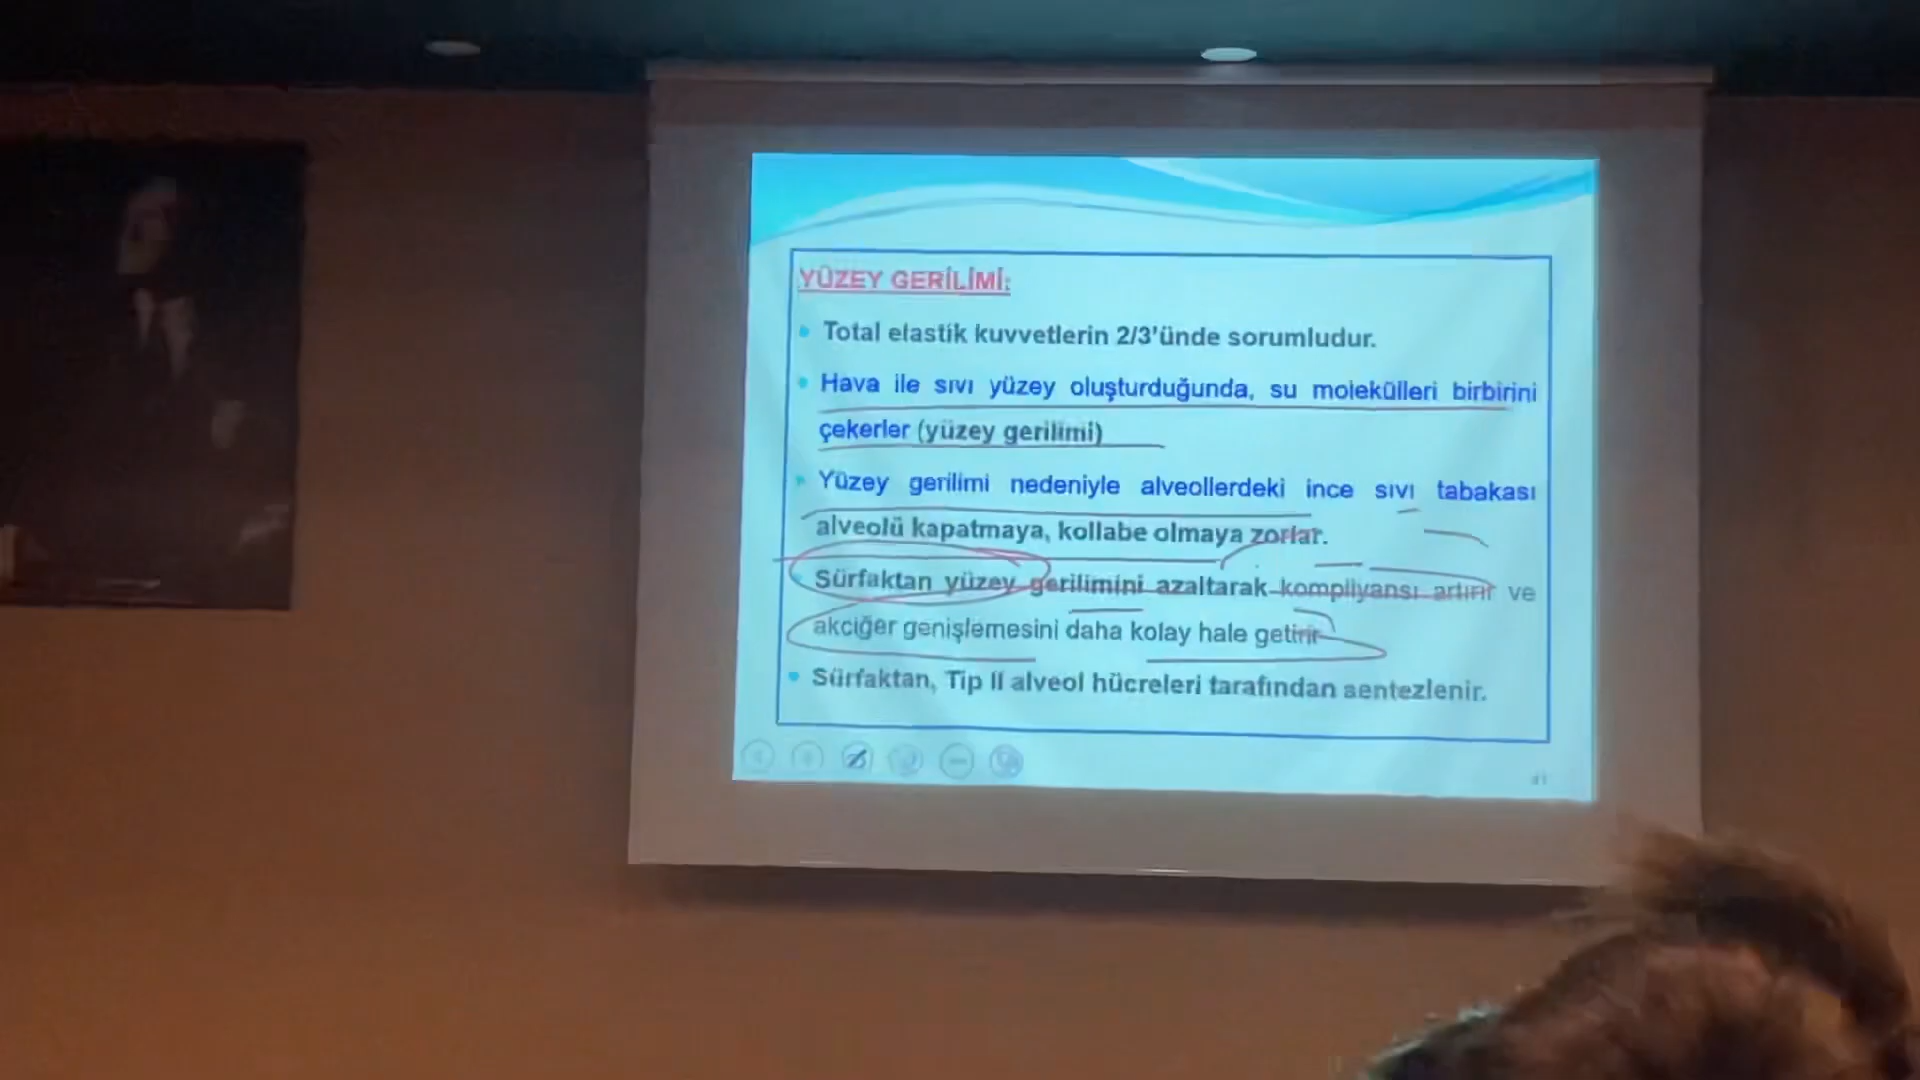 YÜZEY GERİLİMİ:
Total elastik kuvvetlerin 2/3'ünde sorumludur.
Hava ile sıvı yüzey oluşturduğunda, su molekülleri birbirini
çekerler (yüzey gerilimi)
Yüzey gerilimi nedeniyle alveollerdeki ince sıvı tabakası
alveolü kapatmaya, kollabe olmaya zorlar.
Sürfaktan yüzey gerilimini azaltarak kompliyansı artırır ve
akciğer genişlemesini daha kolay hale getirir
Sürfaktan, Tip II alveol hücreleri tarafından sentezlenir.